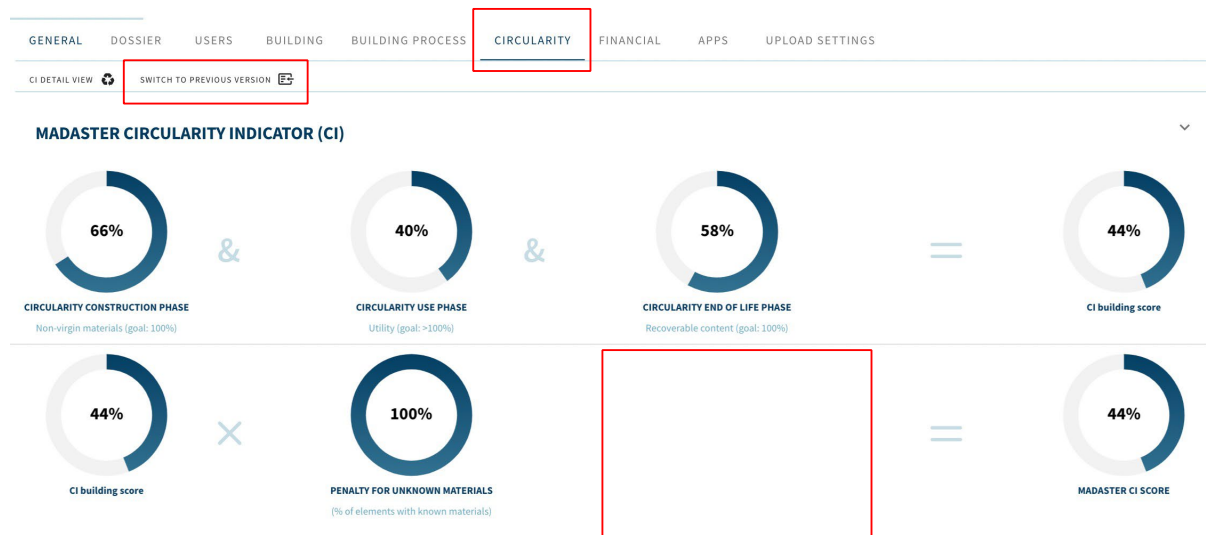 GENERAL DOSSIER USERS BUILDING BUILDING PROCESS CIRCULARITY FINANCIAL APPS UPLOAD SETTINGS
CI DETAIL VIEW SWITCH TO PREVIOUS VERSION
MADASTER CIRCULARITY INDICATOR (CI)
66% & 40% & 58% = 44%
CIRCULARITY CONSTRUCTION PHASE CIRCULARITY USE PHASE CIRCULARITY END OF LIFE PHASE CI building score
Non-virgin materials (goal: 100%) Utility (goal: >100%) Recoverable content (goal: 100%)
44% × 100% = 44%
CI building score PENALTY FOR UNKNOWN MATERIALS MADASTER CI SCORE
(% of elements with known materials)